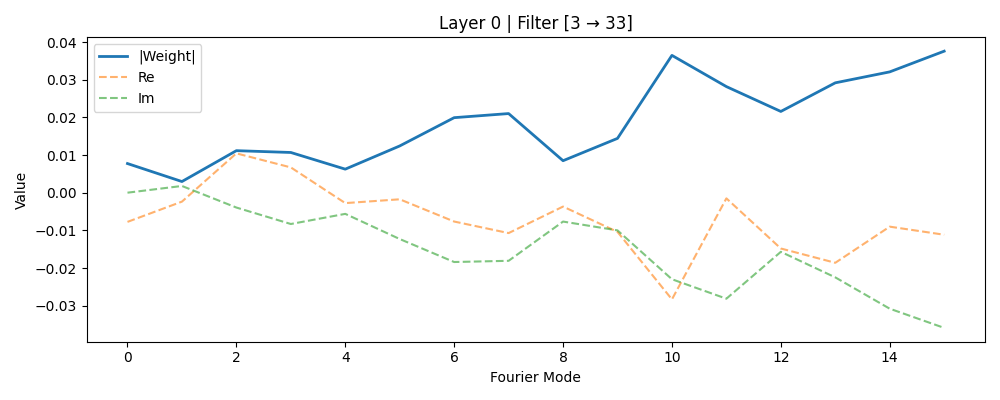 Layer 0 | Filter [3 → 33]
|Weight|
Re
Im
Value
0.04
0.03
0.02
0.01
0.00
−0.01
−0.02
−0.03
0 2 4 6 8 10 12 14
Fourier Mode